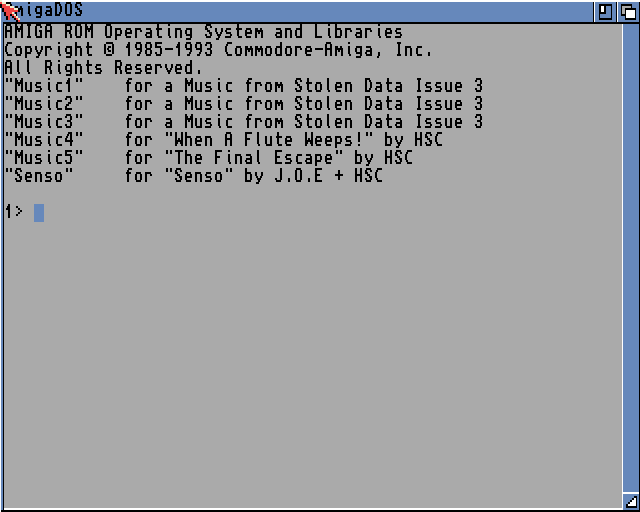 AmigaDOS
AMIGA ROM Operating System and Libraries
Copyright © 1985-1993 Commodore-Amiga, Inc.
All Rights Reserved.
"Music1"    for a Music from Stolen Data Issue 3
"Music2"    for a Music from Stolen Data Issue 3
"Music3"    for a Music from Stolen Data Issue 3
"Music4"    for "When A Flute Weeps!" by HSC
"Music5"    for "The Final Escape" by HSC
"Senso"     for "Senso" by J.O.E + HSC
1>